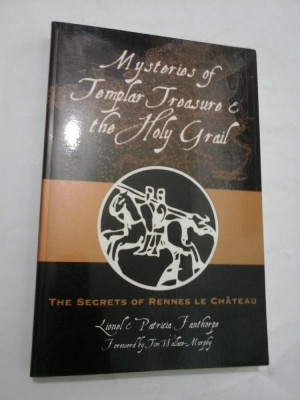 Mysteries of
Templar Treasure &
the Holy Grail
THE SECRETS OF RENNES LE CHÂTEAU
Lionel & Patricia Fanthorpe
Foreword by Tim Wallace-Murphy